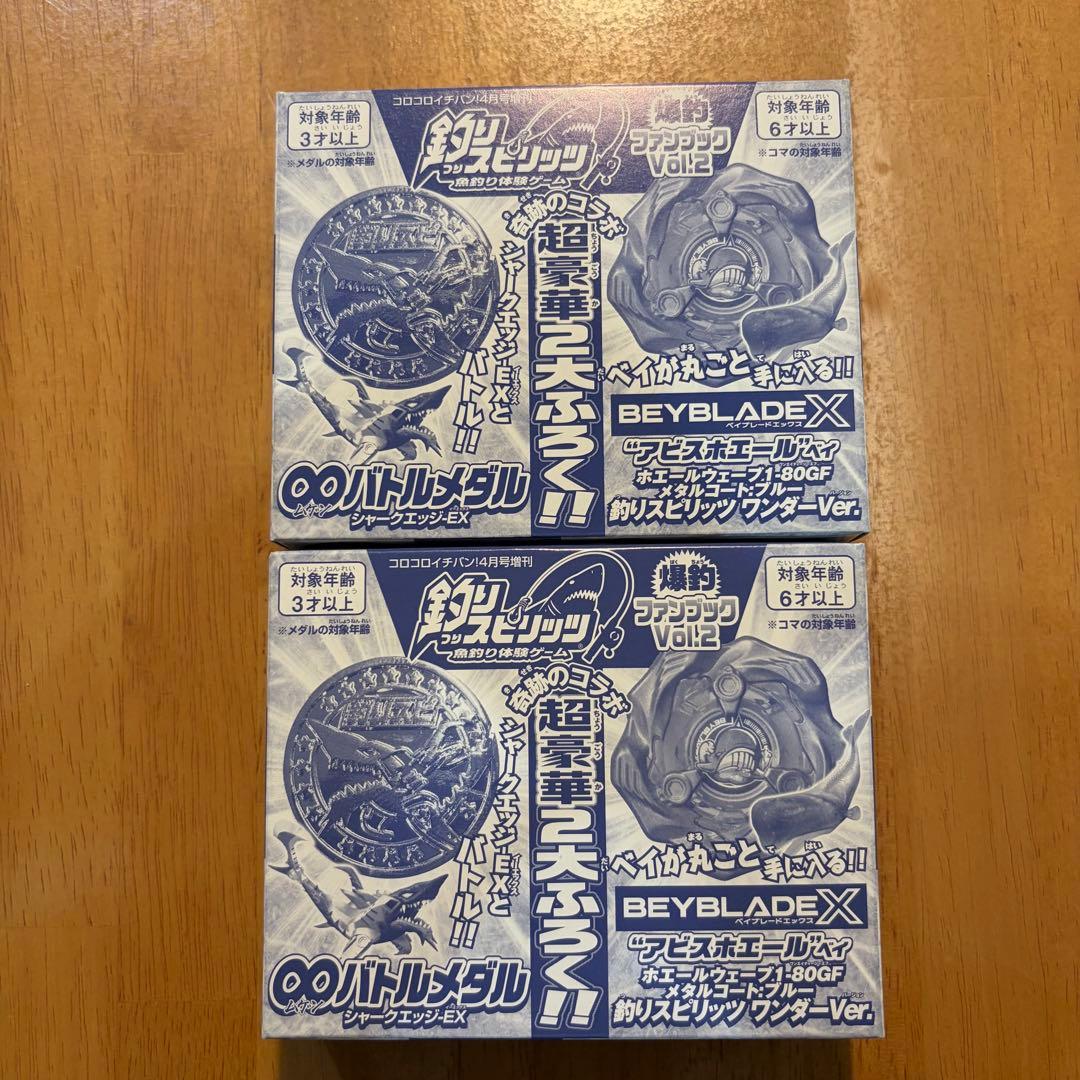 コロコロイチバン!4月号増刊
対象年齢
3才以上
※メダルの対象年齢
釣りスピリッツ
魚釣り体験ゲーム
爆釣
ファンブック
Vol.2
対象年齢
6才以上
※コマの対象年齢
奇跡のコラボ
超豪華2大ふろく!!
シャークエッジ-EXと
バトル!!
∞バトルメダル
ムゲン
シャークエッジ-EX
ベイが丸ごと手に入る!!
BEYBLADE X
ベイブレードエックス
“アビスホエール”ベイ
ホエールウェーブ1-80GF
メタルコート:ブルー
釣りスピリッツ ワンダーVer.
コロコロイチバン!4月号増刊
対象年齢
3才以上
※メダルの対象年齢
釣りスピリッツ
魚釣り体験ゲーム
爆釣
ファンブック
Vol.2
対象年齢
6才以上
※コマの対象年齢
奇跡のコラボ
超豪華2大ふろく!!
シャークエッジ-EXと
バトル!!
∞バトルメダル
ムゲン
シャークエッジ-EX
ベイが丸ごと手に入る!!
BEYBLADE X
ベイブレードエックス
“アビスホエール”ベイ
ホエールウェーブ1-80GF
メタルコート:ブルー
釣りスピリッツ ワンダーVer.